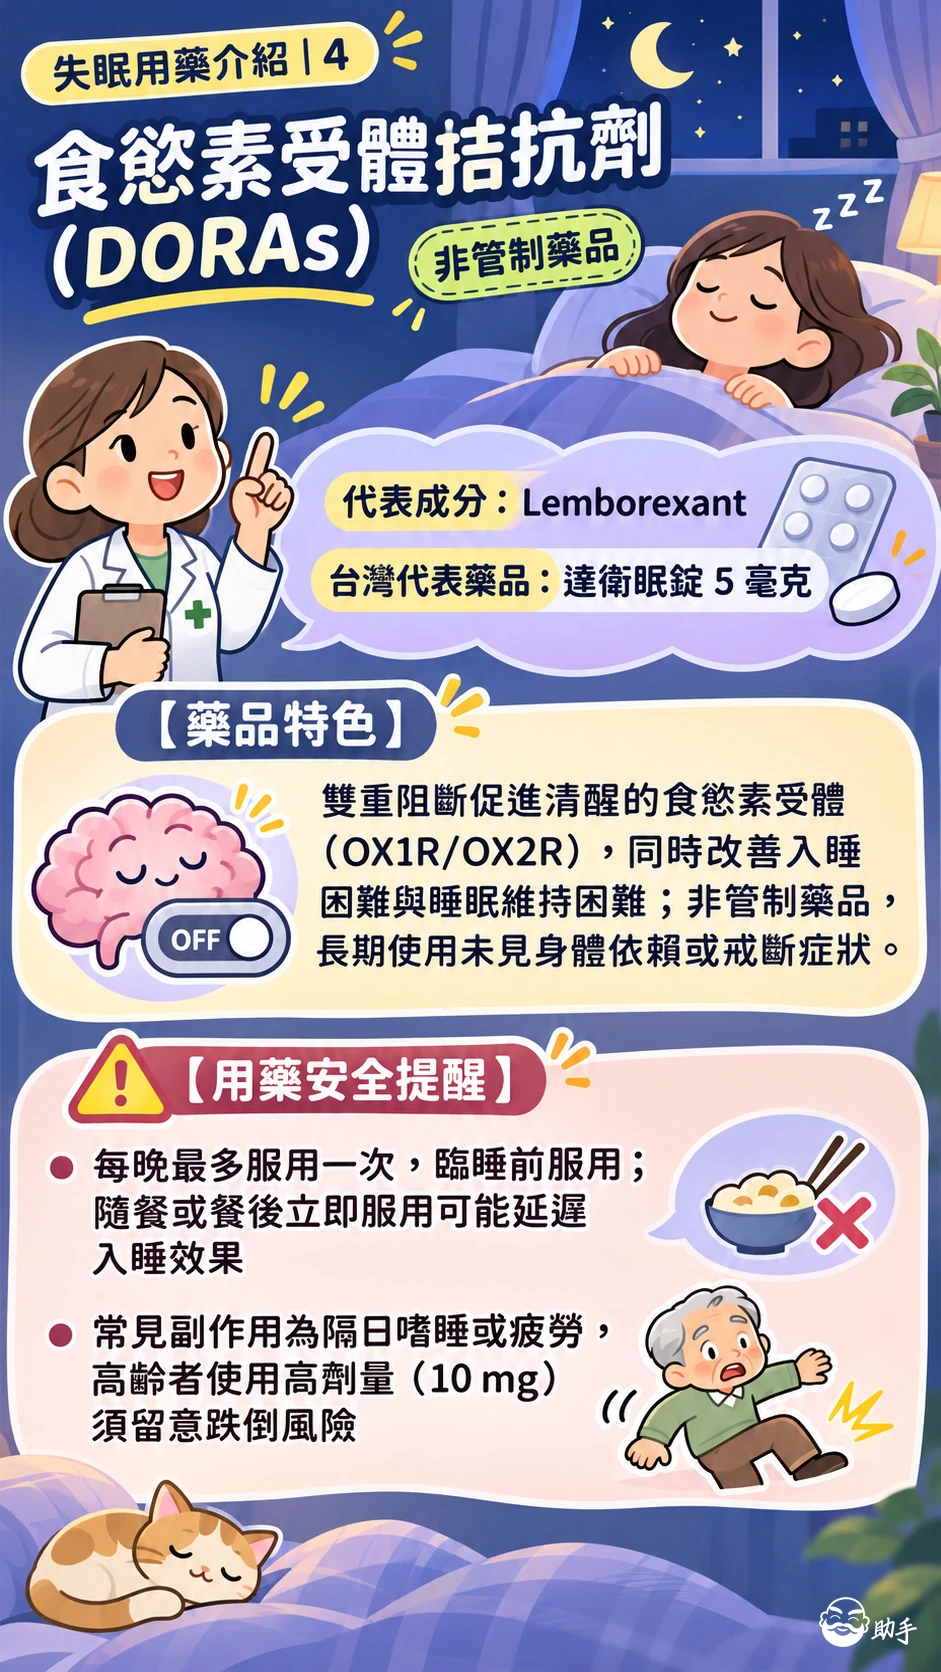 失眠用藥介紹|4
食慾素受體拮抗劑
(DORAs)
非管制藥品
zzz
代表成分：Lemborexant
台灣代表藥品：達衛眠錠 5 毫克
【藥品特色】
雙重阻斷促進清醒的食慾素受體
（OX1R/OX2R），同時改善入睡
困難與睡眠維持困難；非管制藥品，
長期使用未見身體依賴或戒斷症狀。
OFF
【用藥安全提醒】
● 每晚最多服用一次，臨睡前服用；
隨餐或餐後立即服用可能延遲
入睡效果
● 常見副作用為隔日嗜睡或疲勞，
高齡者使用高劑量（10 mg）
須留意跌倒風險
助手